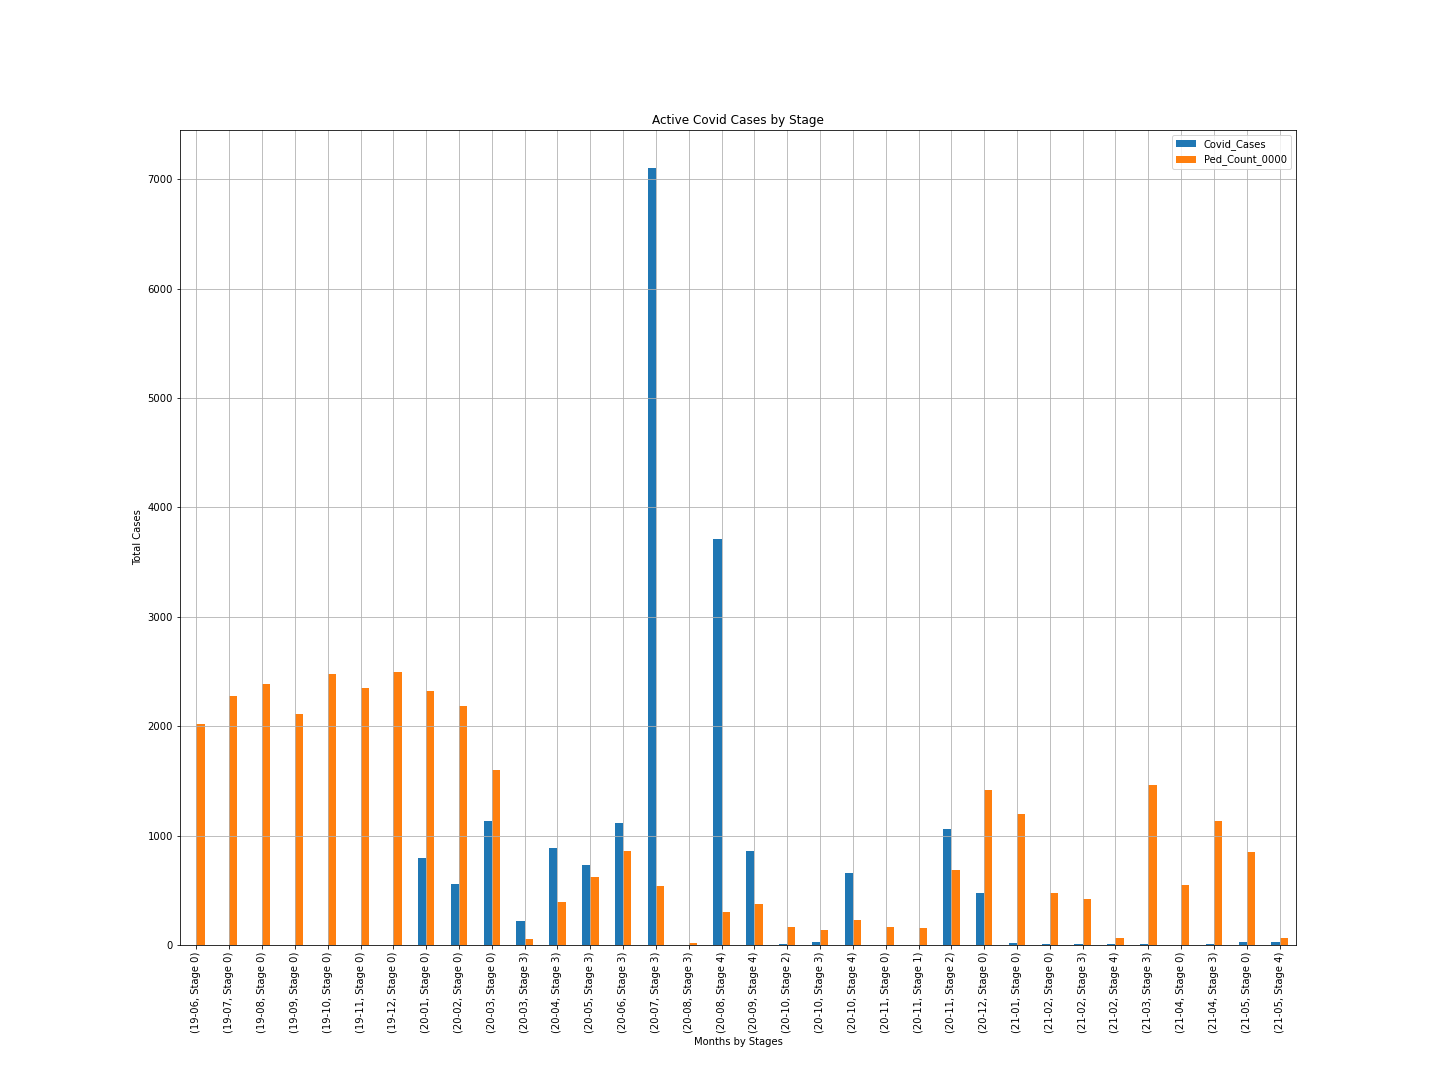 Active Covid Cases by Stage
Covid_Cases
Ped_Count_0000
7000
6000
5000
4000
3000
2000
1000
0
Total Cases
(19-06, Stage 0)
(19-07, Stage 0)
(19-08, Stage 0)
(19-09, Stage 0)
(19-10, Stage 0)
(19-11, Stage 0)
(19-12, Stage 0)
(20-01, Stage 0)
(20-02, Stage 0)
(20-03, Stage 0)
(20-03, Stage 3)
(20-04, Stage 3)
(20-05, Stage 3)
(20-06, Stage 3)
(20-07, Stage 3)
(20-08, Stage 3)
(20-08, Stage 4)
(20-09, Stage 4)
(20-10, Stage 2)
(20-10, Stage 3)
(20-10, Stage 4)
(20-11, Stage 0)
(20-11, Stage 1)
(20-11, Stage 2)
(20-12, Stage 0)
(21-01, Stage 0)
(21-02, Stage 0)
(21-02, Stage 3)
(21-02, Stage 4)
(21-03, Stage 3)
(21-04, Stage 0)
(21-04, Stage 3)
(21-05, Stage 0)
(21-05, Stage 4)
Months by Stages